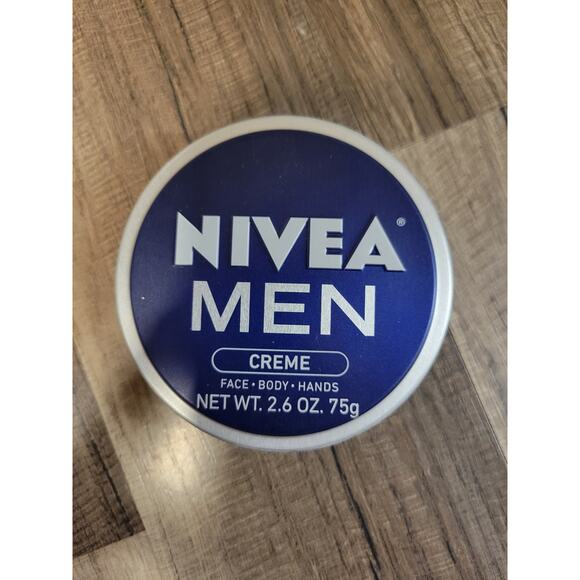 NIVEA®
MEN
CREME
FACE • BODY • HANDS
NET WT. 2.6 OZ. 75g